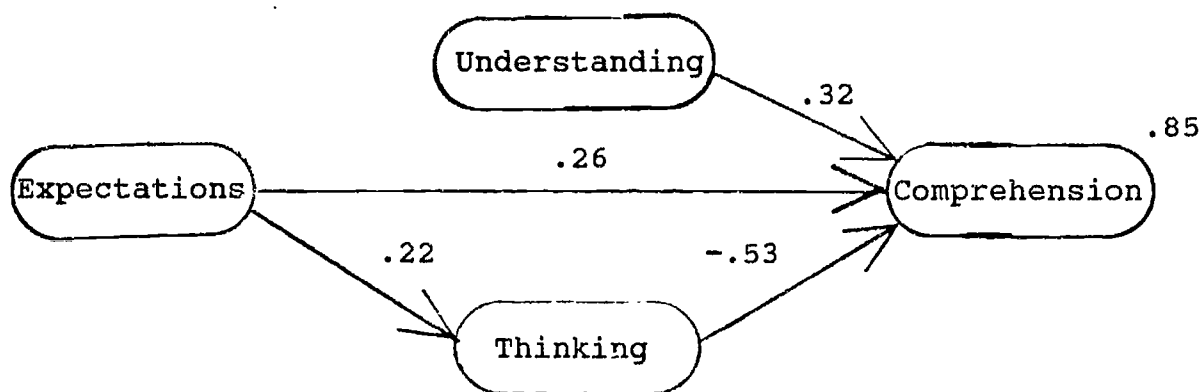 Understanding
.32
.85
.26
Expectations
Comprehension
.22
-.53
Thinking